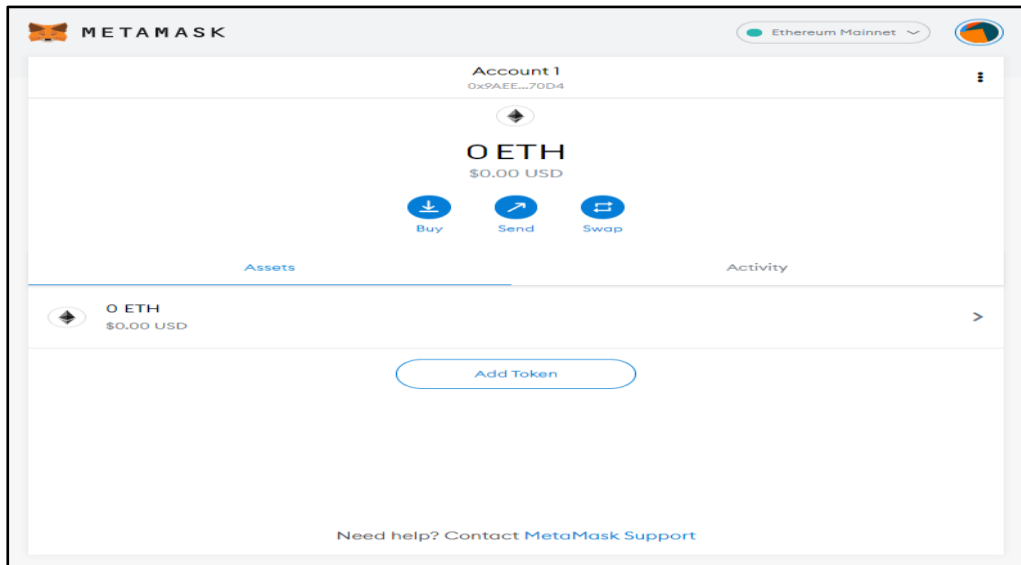 METAMASK
Ethereum Mainnet
Account 1
0x9AEE...70D4
0 ETH
$0.00 USD
Buy Send Swap
Assets Activity
0 ETH
$0.00 USD
Add Token
Need help? Contact MetaMask Support